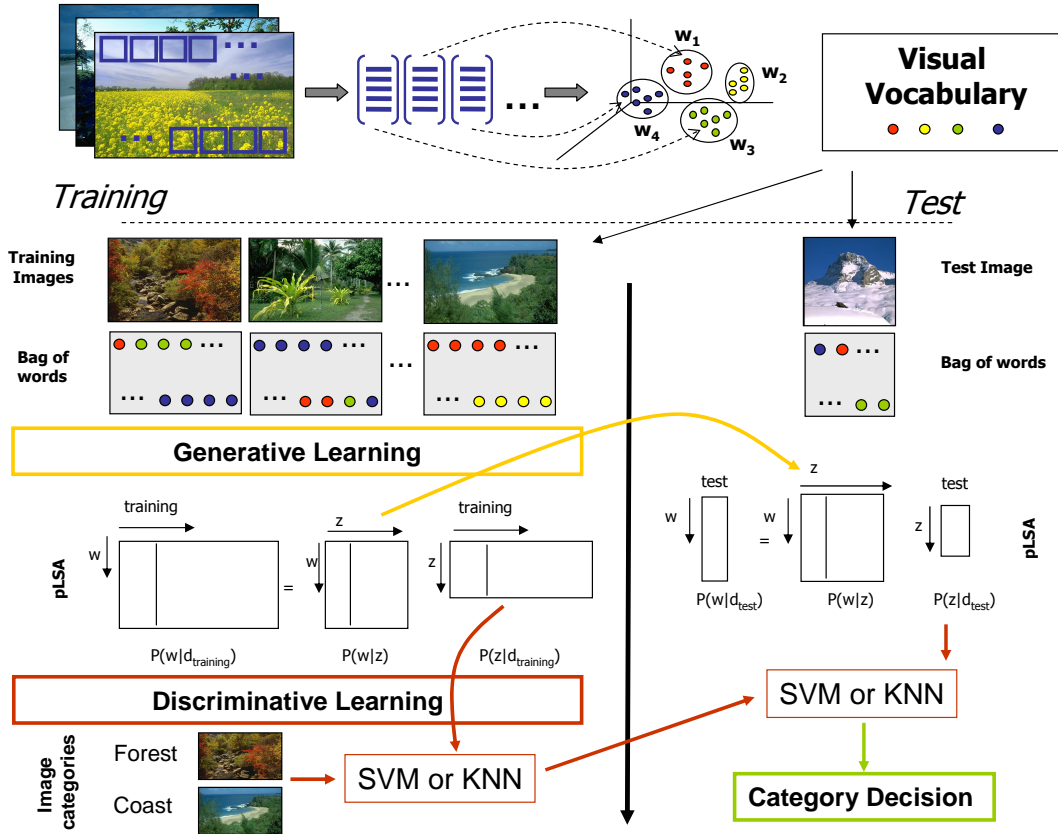 w1
w2
w3
w4
Visual
Vocabulary
Training
Test
Training
Images
...
Test Image
Bag of
words
...
Bag of words
Generative Learning
pLSA
training
w
=
z
w
training
z
P(w|dtraining)
P(w|z)
P(z|dtraining)
test
w
=
z
w
test
z
pLSA
P(w|dtest)
P(w|z)
P(z|dtest)
Discriminative Learning
Image
categories
Forest
Coast
SVM or KNN
SVM or KNN
Category Decision